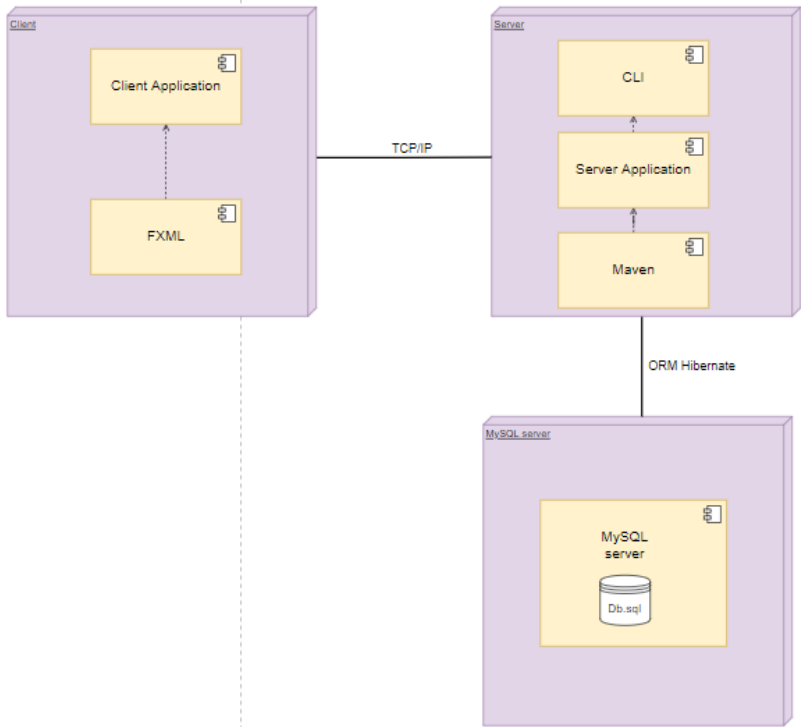 Client
Client Application
FXML
TCP/IP
Server
CLI
Server Application
Maven
ORM Hibernate
MySQL server
MySQL
server
Db.sql